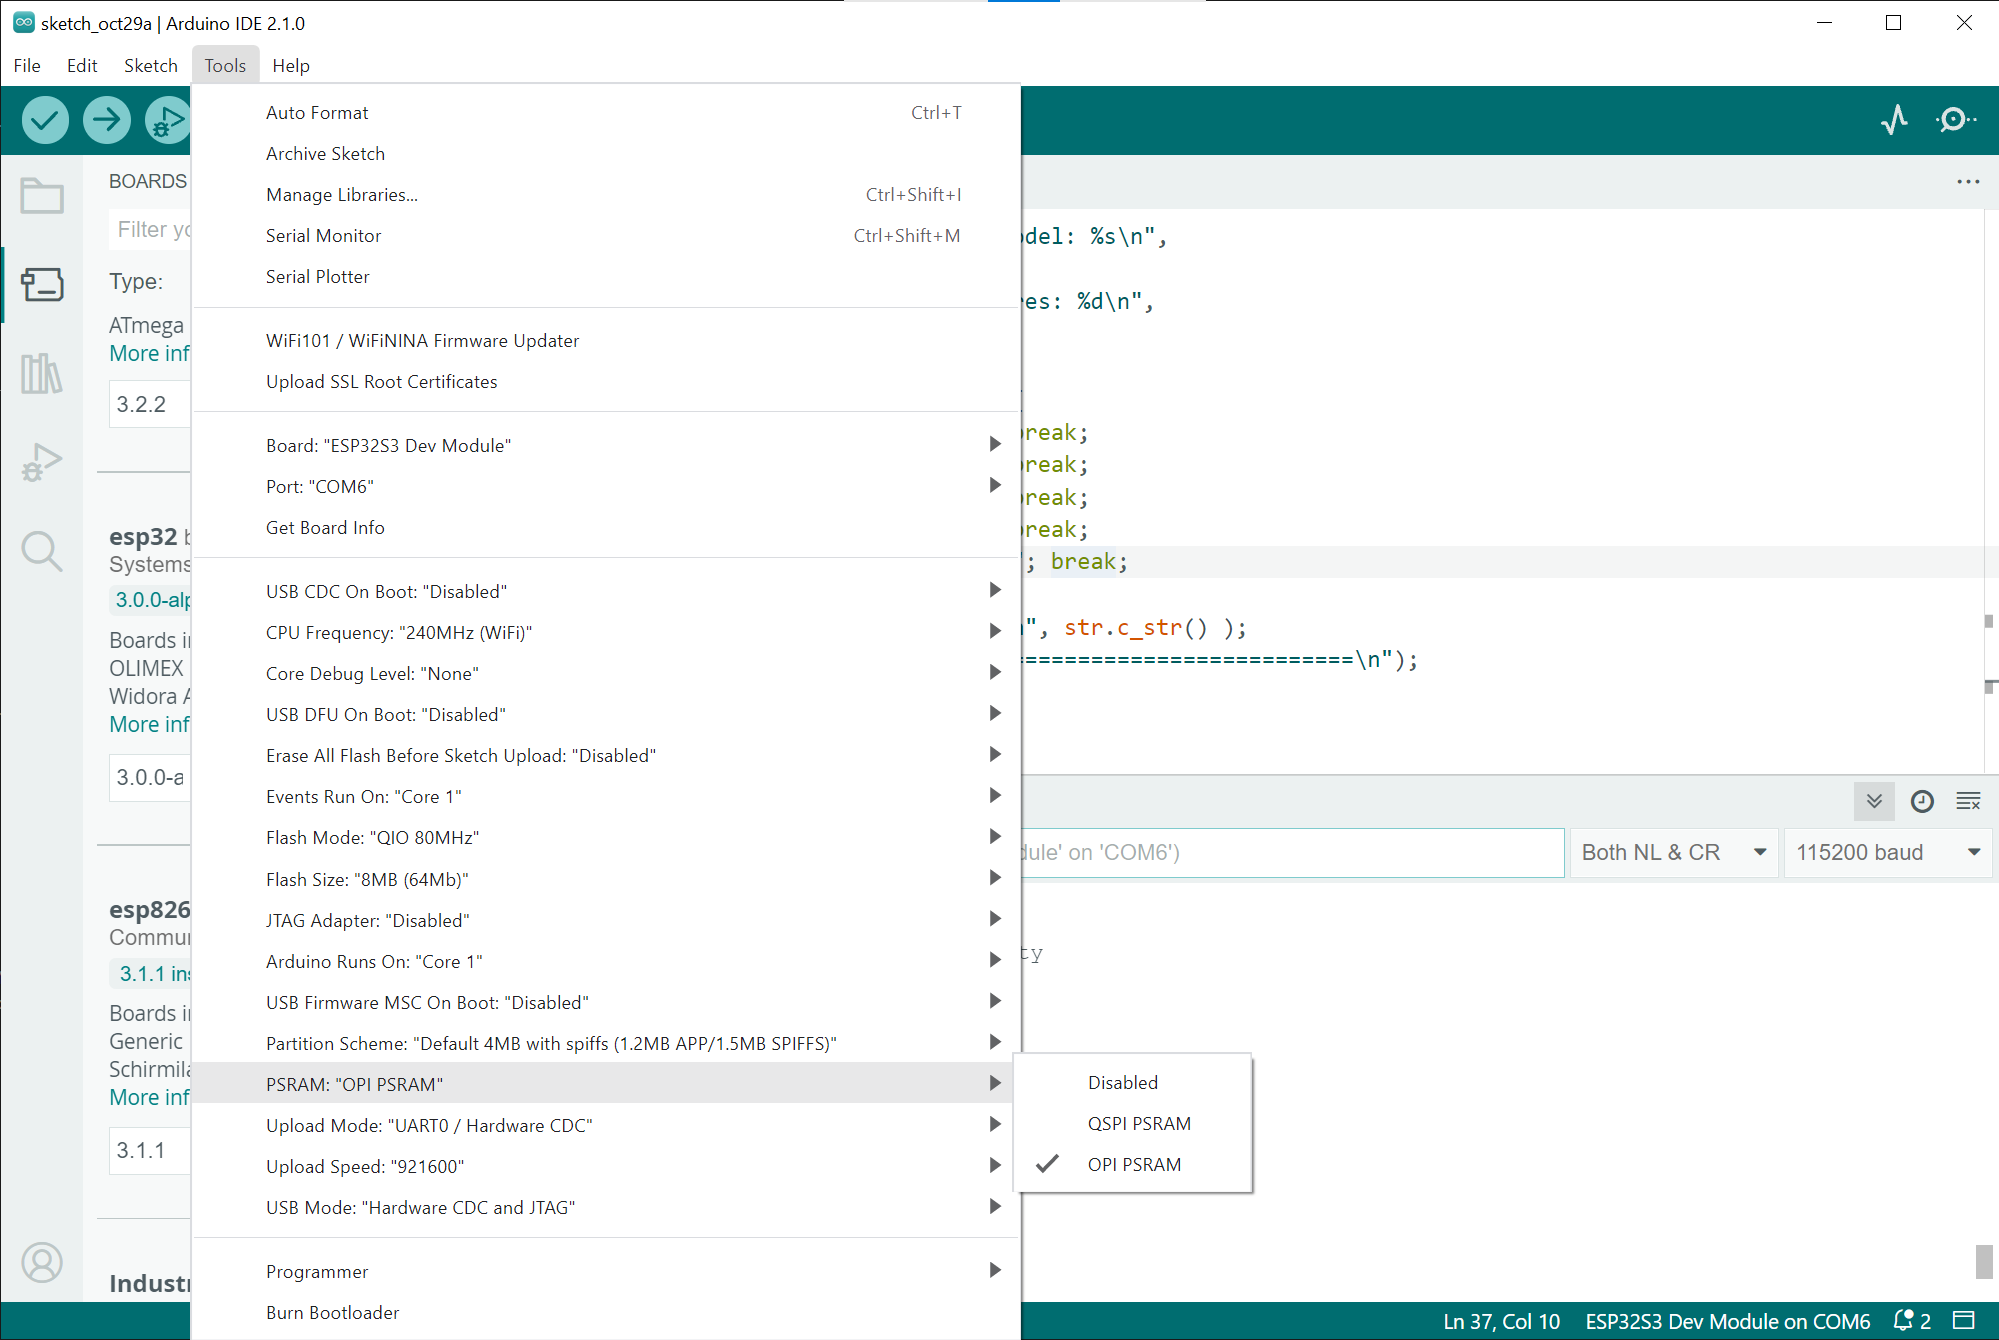 sketch_oct29a | Arduino IDE 2.1.0
File Edit Sketch Tools Help
Auto Format Ctrl+T
Archive Sketch
Manage Libraries... Ctrl+Shift+I
Serial Monitor Ctrl+Shift+M
Serial Plotter
WiFi101 / WiFiNINA Firmware Updater
Upload SSL Root Certificates
Board: "ESP32S3 Dev Module"
Port: "COM6"
Get Board Info
USB CDC On Boot: "Disabled"
CPU Frequency: "240MHz (WiFi)"
Core Debug Level: "None"
USB DFU On Boot: "Disabled"
Erase All Flash Before Sketch Upload: "Disabled"
Events Run On: "Core 1"
Flash Mode: "QIO 80MHz"
Flash Size: "8MB (64Mb)"
JTAG Adapter: "Disabled"
Arduino Runs On: "Core 1"
USB Firmware MSC On Boot: "Disabled"
Partition Scheme: "Default 4MB with spiffs (1.2MB APP/1.5MB SPIFFS)"
PSRAM: "OPI PSRAM"
Upload Mode: "UART0 / Hardware CDC"
Upload Speed: "921600"
USB Mode: "Hardware CDC and JTAG"
Programmer
Burn Bootloader
Disabled
QSPI PSRAM
OPI PSRAM
BOARDS
Filter yo
Type:
ATmega
More inf
3.2.2
esp32 b
Systems
3.0.0-alp
Boards in
OLIMEX
Widora A
More inf
3.0.0-a
esp826
Commun
3.1.1 ins
Boards in
Generic
Schirmila
More inf
3.1.1
Industr
odel: %s\n",
res: %d\n",
break;
break;
break;
break;
"; break;
\n", str.c_str() );
=========================\n");
dule' on 'COM6')
Both NL & CR
115200 baud
ty
Ln 37, Col 10 ESP32S3 Dev Module on COM6 2